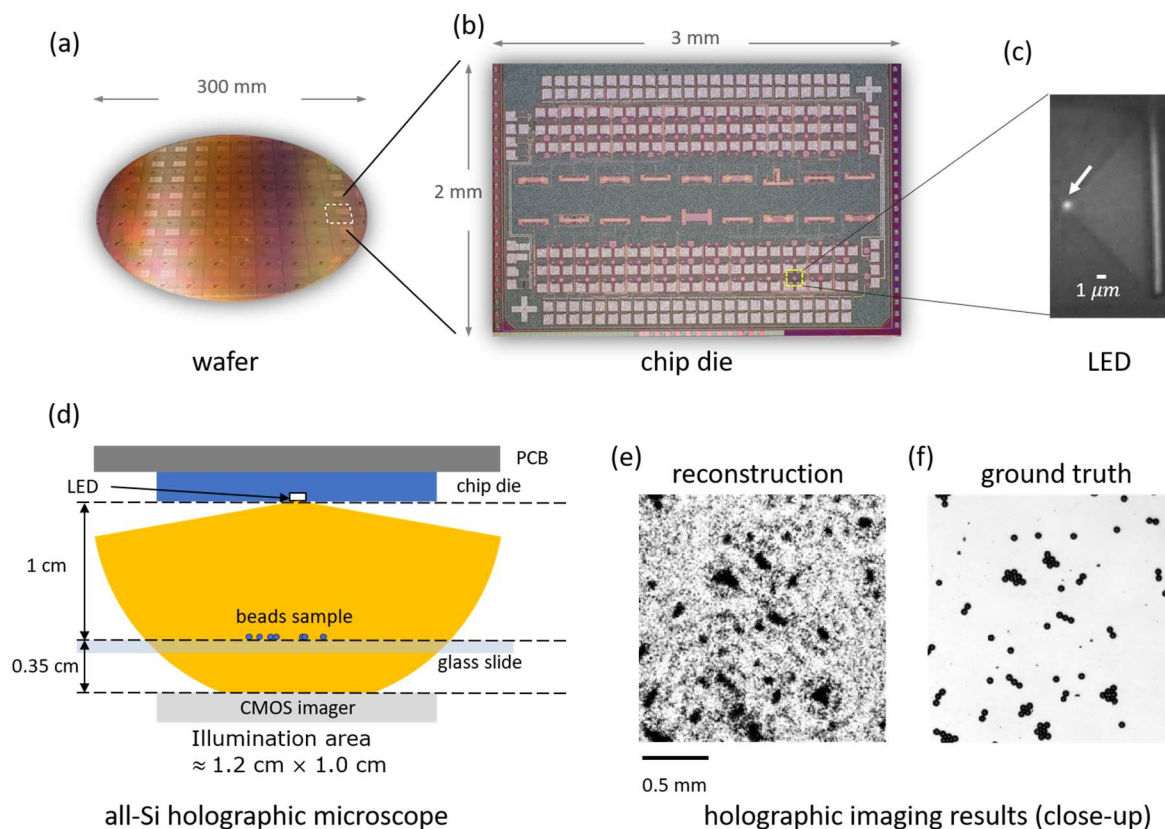 (a)
300 mm
wafer
(b)
3 mm
2 mm
chip die
(c)
1 μm
LED
(d)
PCB
LED
chip die
1 cm
beads sample
0.35 cm
glass slide
CMOS imager
Illumination area
≈ 1.2 cm × 1.0 cm
all-Si holographic microscope
(e)
reconstruction
(f)
ground truth
0.5 mm
holographic imaging results (close-up)